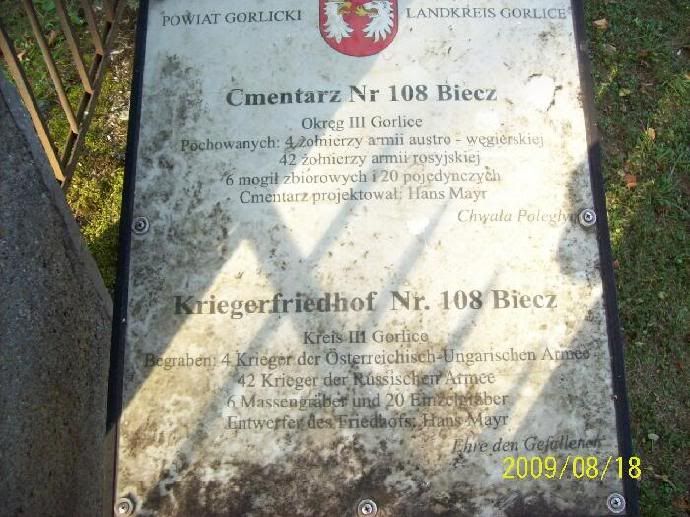 POWIAT GORLICKI LANDKREIS GORLICE
Cmentarz Nr 108 Biecz
Okręg III Gorlice
Pochowanych: 4 żołnierzy armii austro - węgierskiej
42 żołnierzy armii rosyjskiej
6 mogił zbiorowych i 20 pojedynczych
Cmentarz projektował: Hans Mayr
Chwała
Kriegerfriedhof Nr. 108 Biecz
Kreis III Gorlice
Begraben: 4 Krieger der Österreichisch-Ungarischen Armee
42 Krieger der Russischen Armee
6 Massengräber und 20 Einzelgräber
Entwerfer des Friedhofs: Hans Mayr
Ehre den Gefallenen
2009/08/18